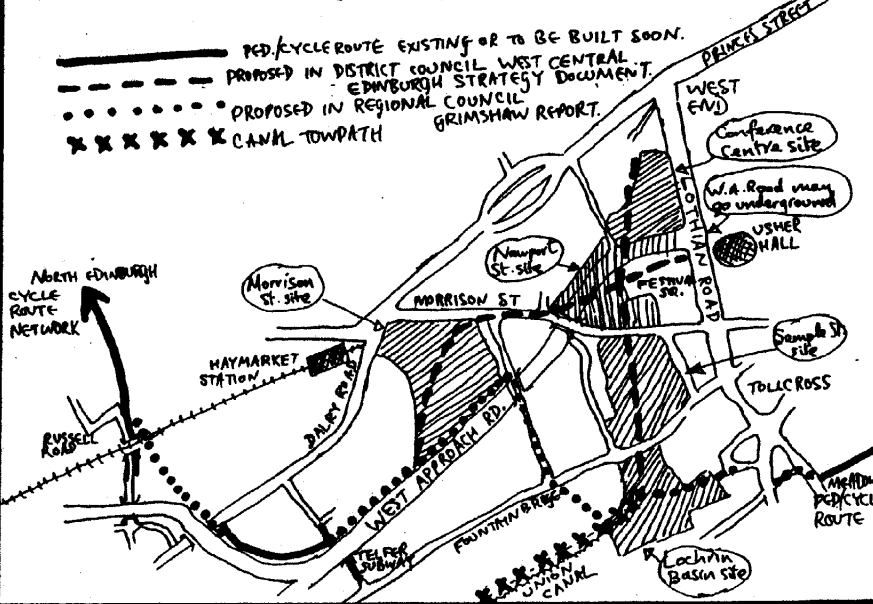 PED./CYCLE ROUTE EXISTING OR TO BE BUILT SOON.
PROPOSED IN DISTRICT COUNCIL WEST CENTRAL
EDINBURGH STRATEGY DOCUMENT.
PROPOSED IN REGIONAL COUNCIL
GRIMSHAW REPORT.
CANAL TOWPATH
PRINCES STREET
WEST
END
Conference
Centre site
W.A. Road may
go underground
LOTHIAN ROAD
USHER
HALL
Newport
St. site
FESTIVAL
SQ.
Morrison
St. site
MORRISON ST
NORTH EDINBURGH
CYCLE
ROUTE
NETWORK
HAYMARKET
STATION
DALRY ROAD
Semple St.
site
TOLLCROSS
RUSSELL
ROAD
WEST APPROACH RD.
FOUNTAINBRIDGE
TELFER
SUBWAY
UNION
CANAL
Lochrin
Basin site
MEADOW
PED/CYCL
ROUTE